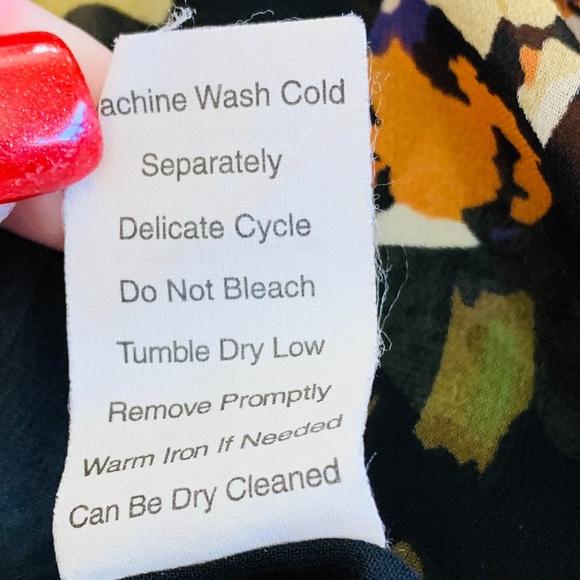 achine Wash Cold
Separately
Delicate Cycle
Do Not Bleach
Tumble Dry Low
Remove Promptly
Warm Iron If Needed
Can Be Dry Cleaned